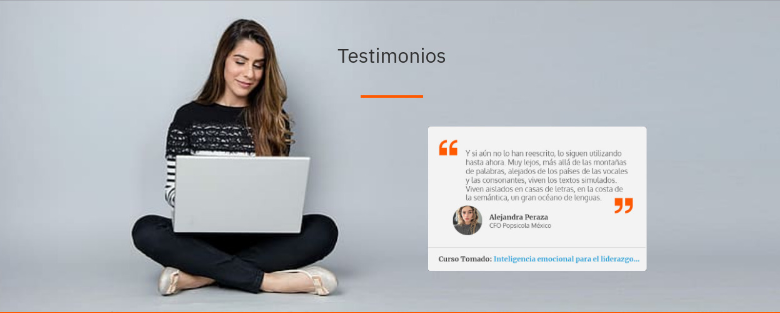 Testimonios
Y si aún no lo han reescrito, lo siguen utilizando
hasta ahora. Muy lejos, más allá de las montañas
de palabras, alejados de los países de las vocales
y las consonantes, viven los textos simulados.
Viven aislados en casas de letras, en la costa de
la semántica, un gran océano de lenguas.
Alejandra Peraza
CFO Popsicola México
Curso Tomado: Inteligencia emocional para el liderazgo...